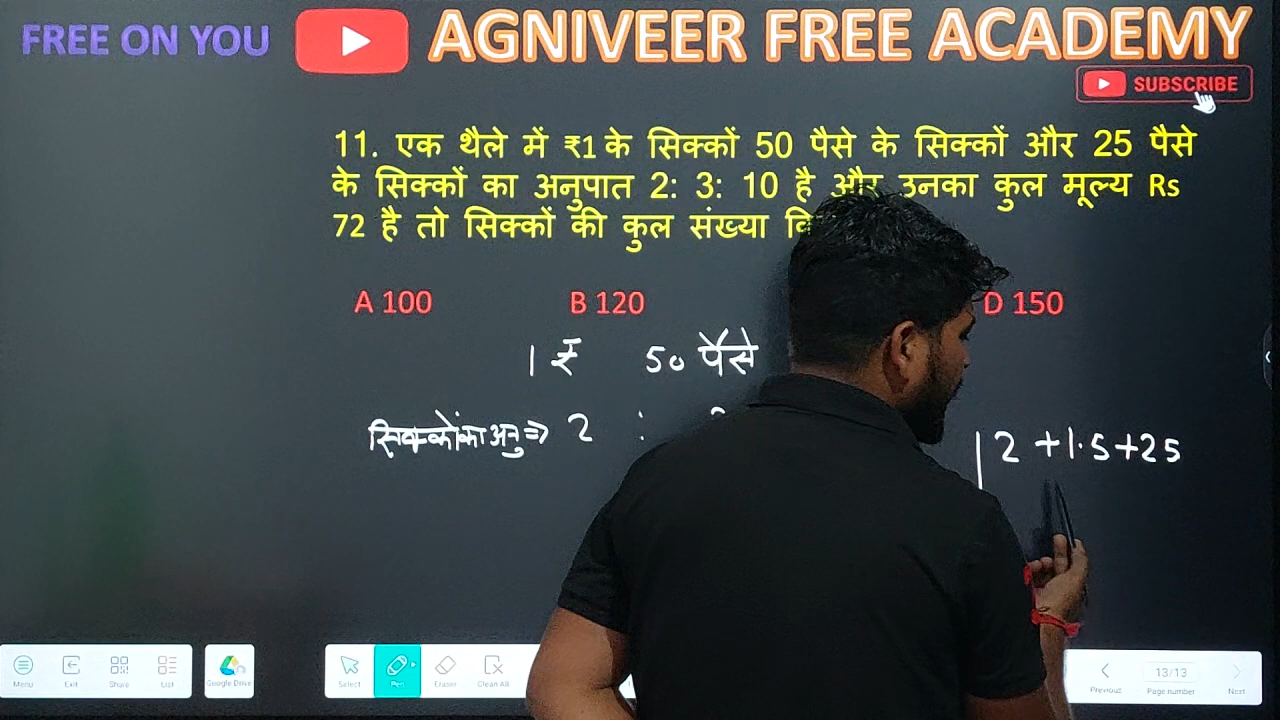 FREE ON YOU AGNIVEER FREE ACADEMY
SUBSCRIBE
11. एक थैले में ₹1 के सिक्कों 50 पैसे के सिक्कों और 25 पैसे
के सिक्कों का अनुपात 2: 3: 10 है और उनका कुल मूल्य Rs
72 है तो सिक्कों की कुल संख्या
A 100 B 120 D 150
1 ₹ 50 पैसे
सिक्कों का अनु ⇒ 2 :
2 + 1.5 + 25
Menu Exit Share List Google Drive Select Pen Eraser Clean All Previous 13/13 Page number Next